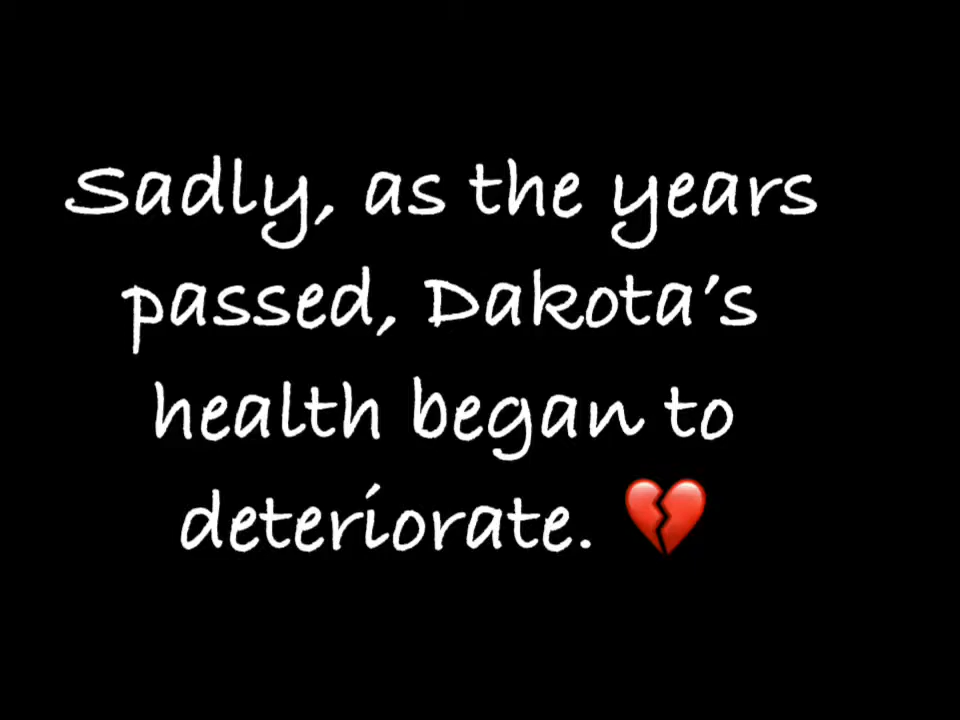 Sadly, as the years
passed, Dakota’s
health began to
deteriorate. 💔